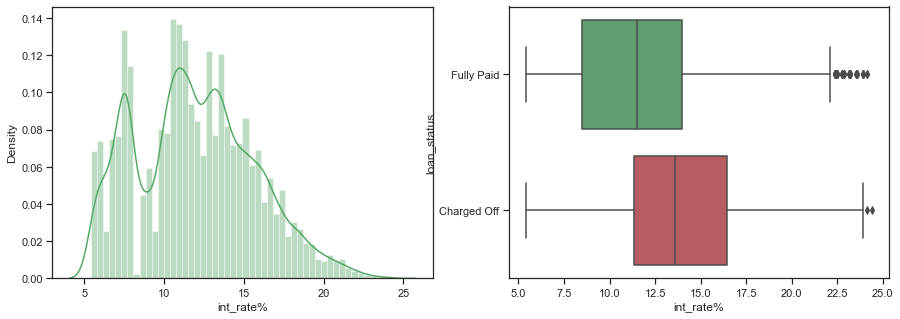 0.14
0.12
0.10
0.08
0.06
0.04
0.02
0.00
Density
5 10 15 20 25
int_rate%
loan_status
Fully Paid
Charged Off
5.0 7.5 10.0 12.5 15.0 17.5 20.0 22.5 25.0
int_rate%